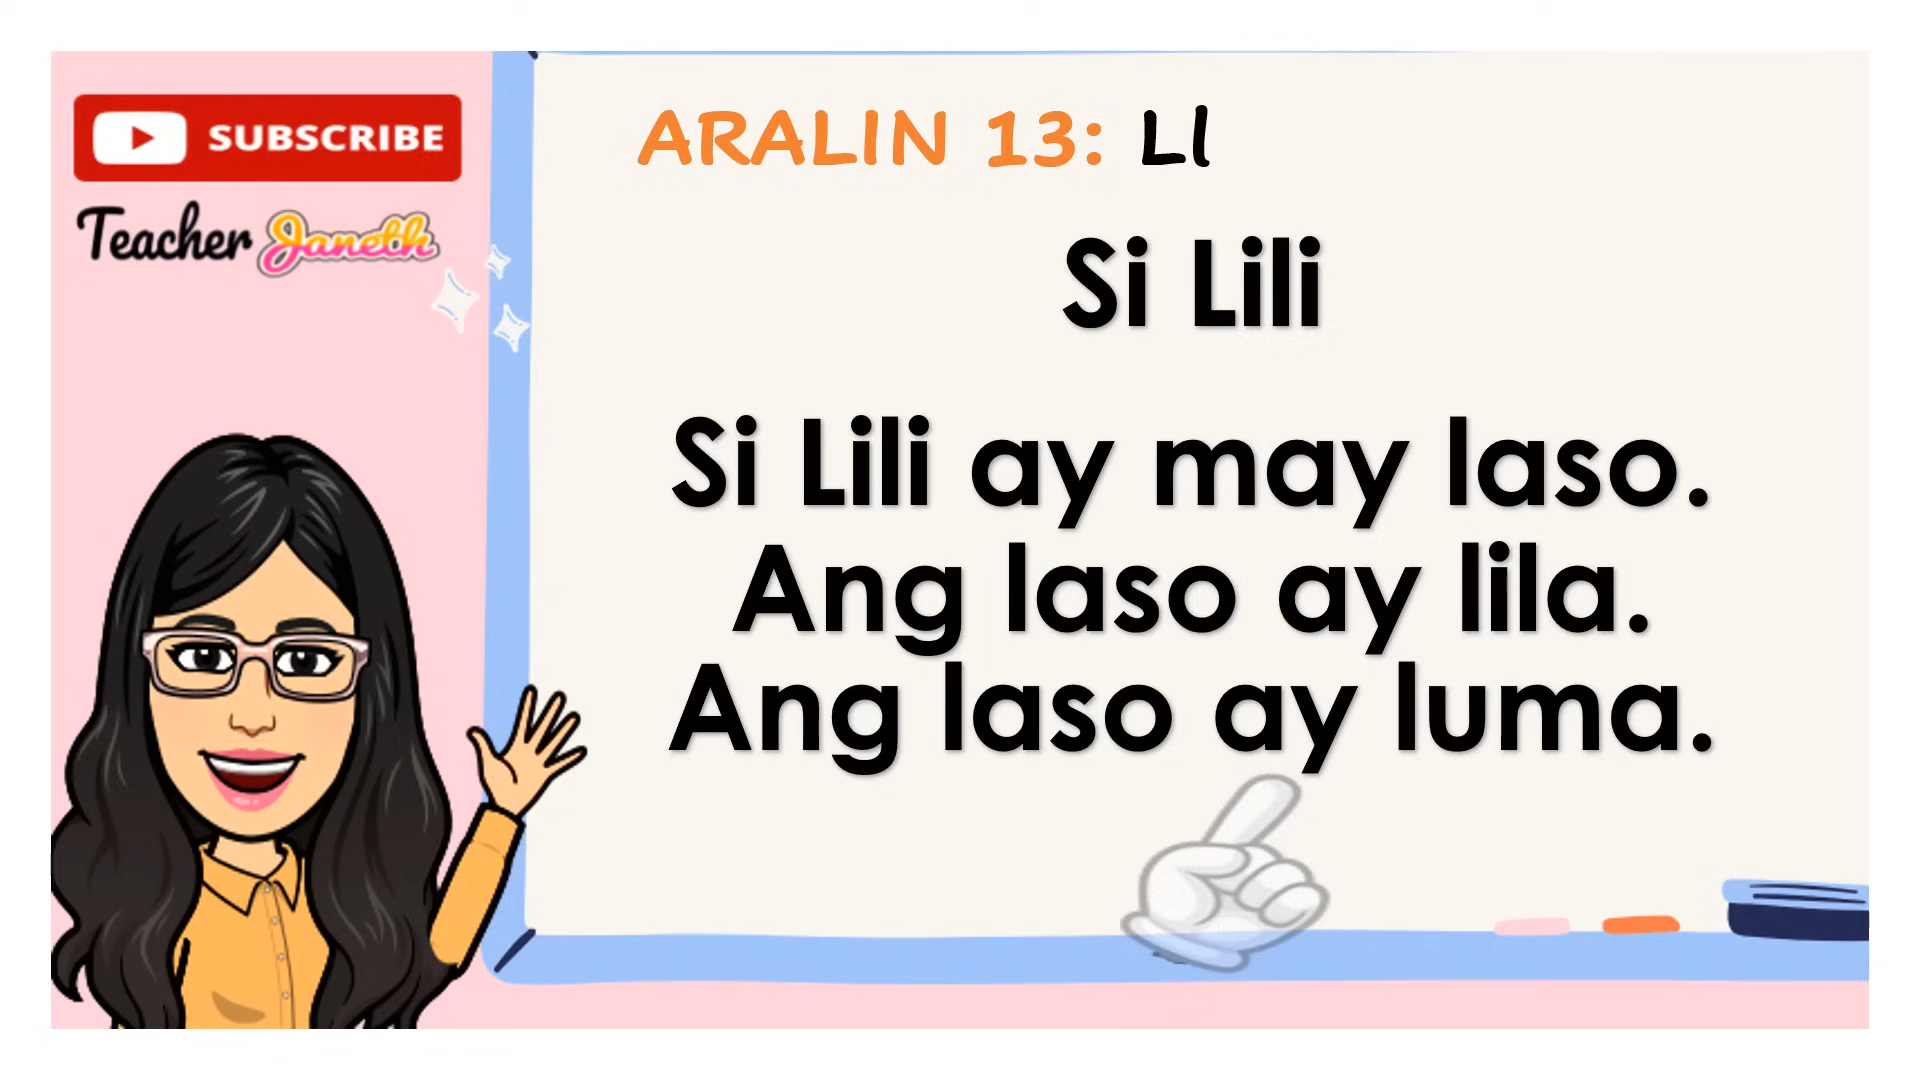 SUBSCRIBE
Teacher Janeth
ARALIN 13: Ll
Si Lili
Si Lili ay may laso.
Ang laso ay lila.
Ang laso ay luma.